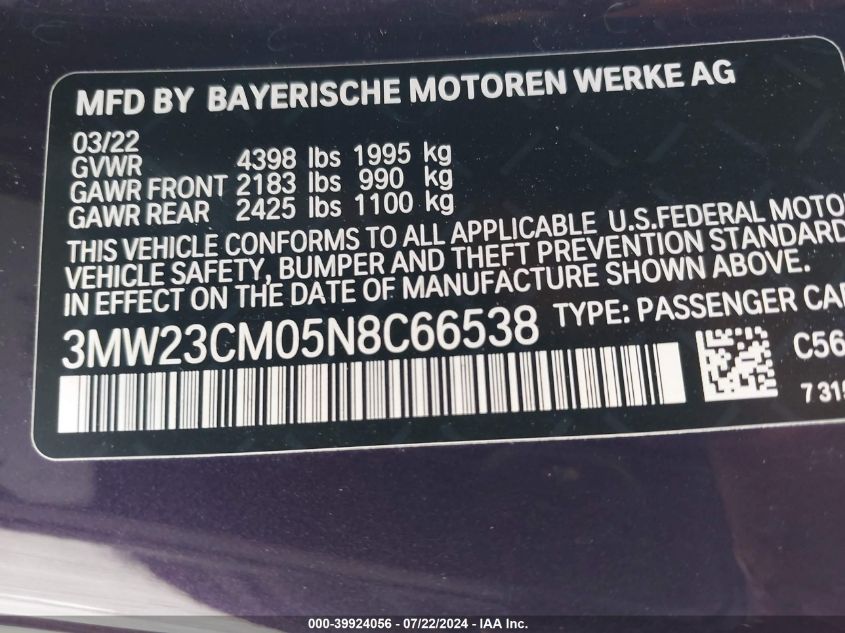 MFD BY BAYERISCHE MOTOREN WERKE AG
03/22
GVWR 4398 lbs 1995 kg
GAWR FRONT 2183 lbs 990 kg
GAWR REAR 2425 lbs 1100 kg
THIS VEHICLE CONFORMS TO ALL APPLICABLE U.S.FEDERAL MOTO
VEHICLE SAFETY, BUMPER AND THEFT PREVENTION STANDARD
IN EFFECT ON THE DATE OF MANUFACTURE SHOWN ABOVE.
3MW23CM05N8C66538 TYPE: PASSENGER CAR
C56
7319
000-39924056 - 07/22/2024 - IAA Inc.